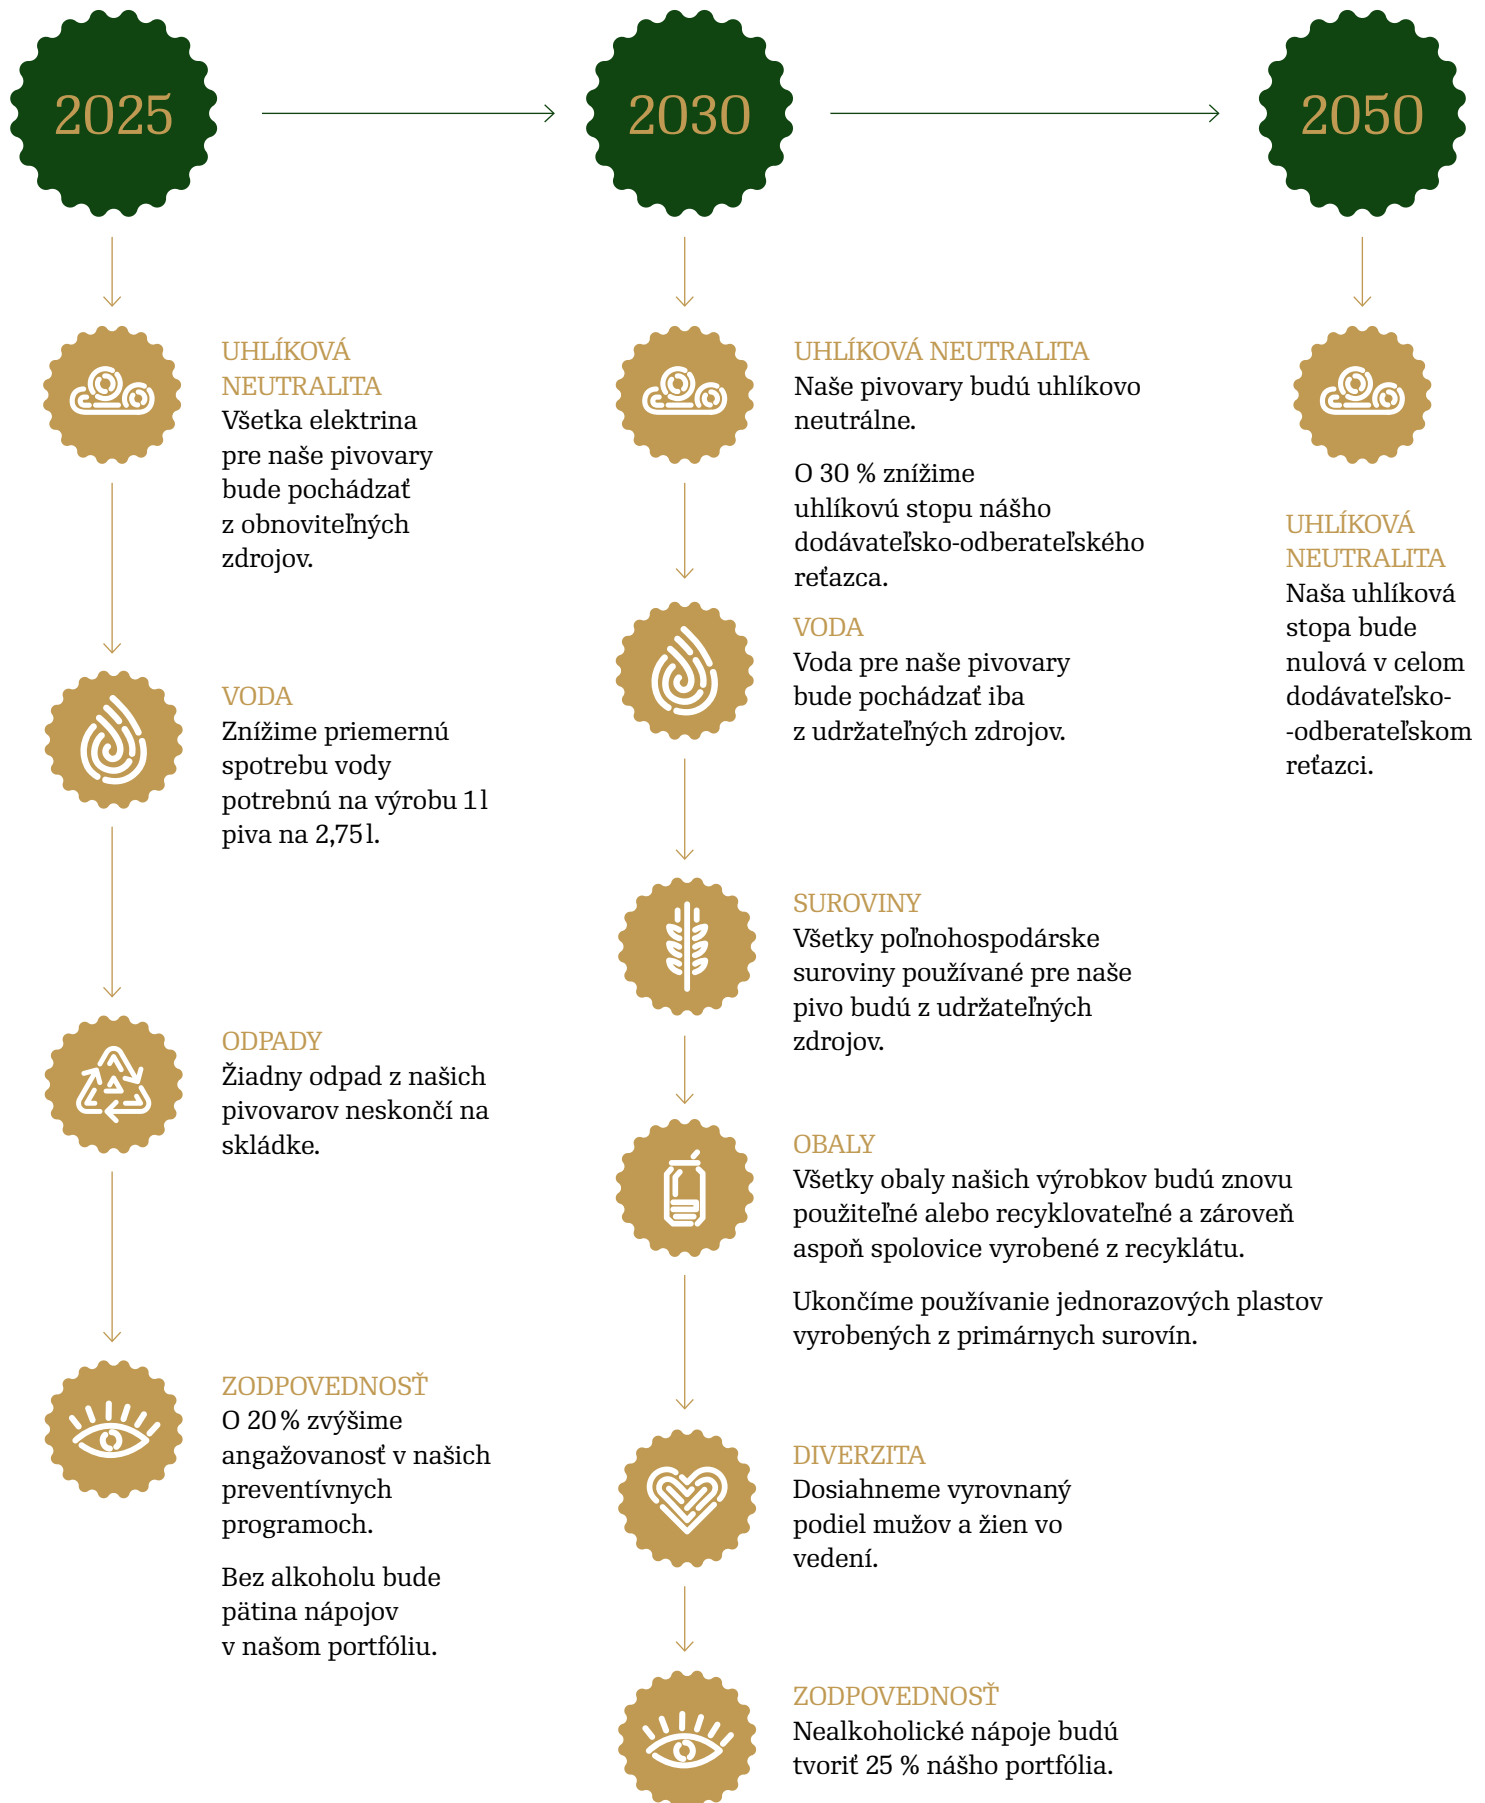 2025
2030
2050
UHLÍKOVÁ
NEUTRALITA
Všetka elektrina
pre naše pivovary
bude pochádzať
z obnoviteľných
zdrojov.
VODA
Znížime priemernú
spotrebu vody
potrebnú na výrobu 1 l
piva na 2,75 l.
ODPADY
Žiadny odpad z našich
pivovarov neskončí na
skládke.
ZODPOVEDNOSŤ
O 20 % zvýšime
angažovanosť v našich
preventívnych
programoch.
Bez alkoholu bude
pätina nápojov
v našom portfóliu.
UHLÍKOVÁ NEUTRALITA
Naše pivovary budú uhlíkovo
neutrálne.
O 30 % znížime
uhlíkovú stopu nášho
dodávateľsko-odberateľského
reťazca.
VODA
Voda pre naše pivovary
bude pochádzať iba
z udržateľných zdrojov.
SUROVINY
Všetky poľnohospodárske
suroviny používané pre naše
pivo budú z udržateľných
zdrojov.
OBALY
Všetky obaly našich výrobkov budú znovu
použiteľné alebo recyklovateľné a zároveň
aspoň spolovice vyrobené z recyklátu.
Ukončíme používanie jednorazových plastov
vyrobených z primárnych surovín.
DIVERZITA
Dosiahneme vyrovnaný
podiel mužov a žien vo
vedení.
ZODPOVEDNOSŤ
Nealkoholické nápoje budú
tvoriť 25 % nášho portfólia.
UHLÍKOVÁ
NEUTRALITA
Naša uhlíková
stopa bude
nulová v celom
dodávateľsko-
-odberateľskom
reťazci.